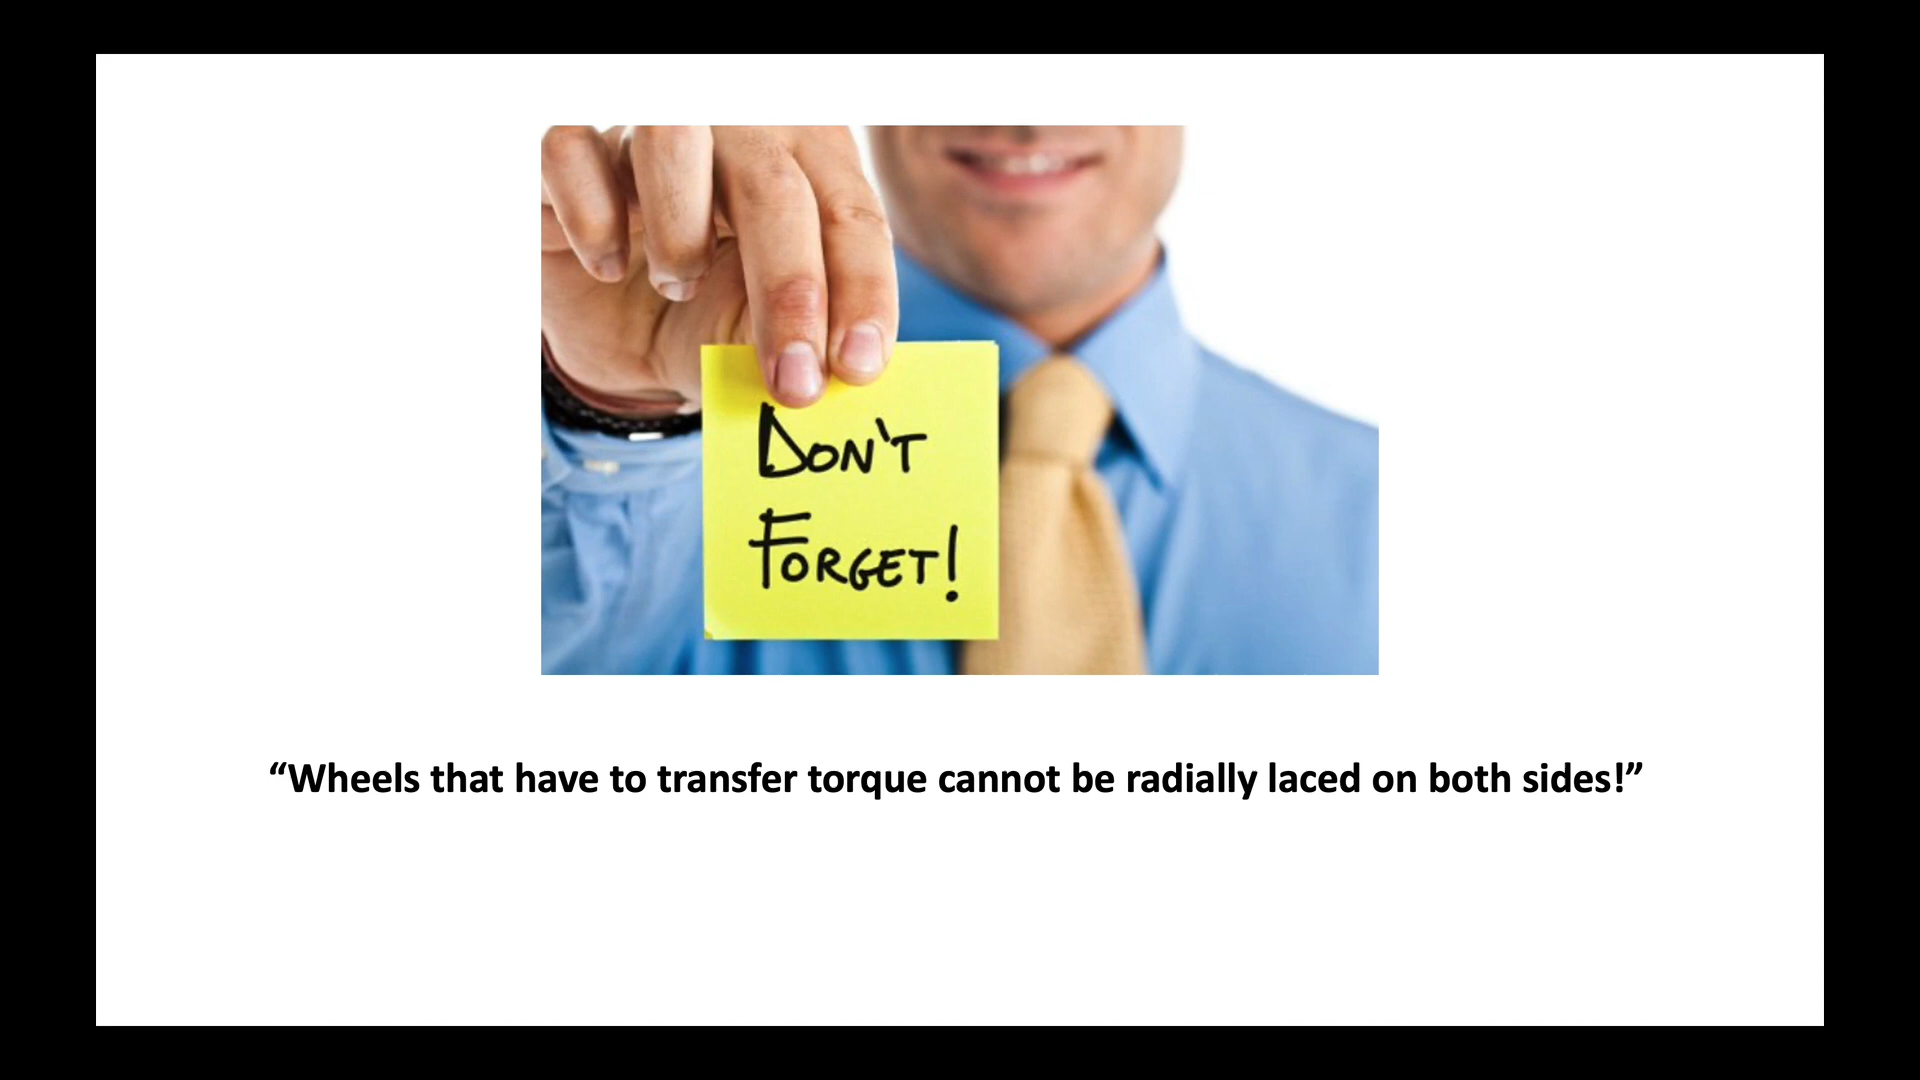 DON'T
FORGET!
“Wheels that have to transfer torque cannot be radially laced on both sides!”